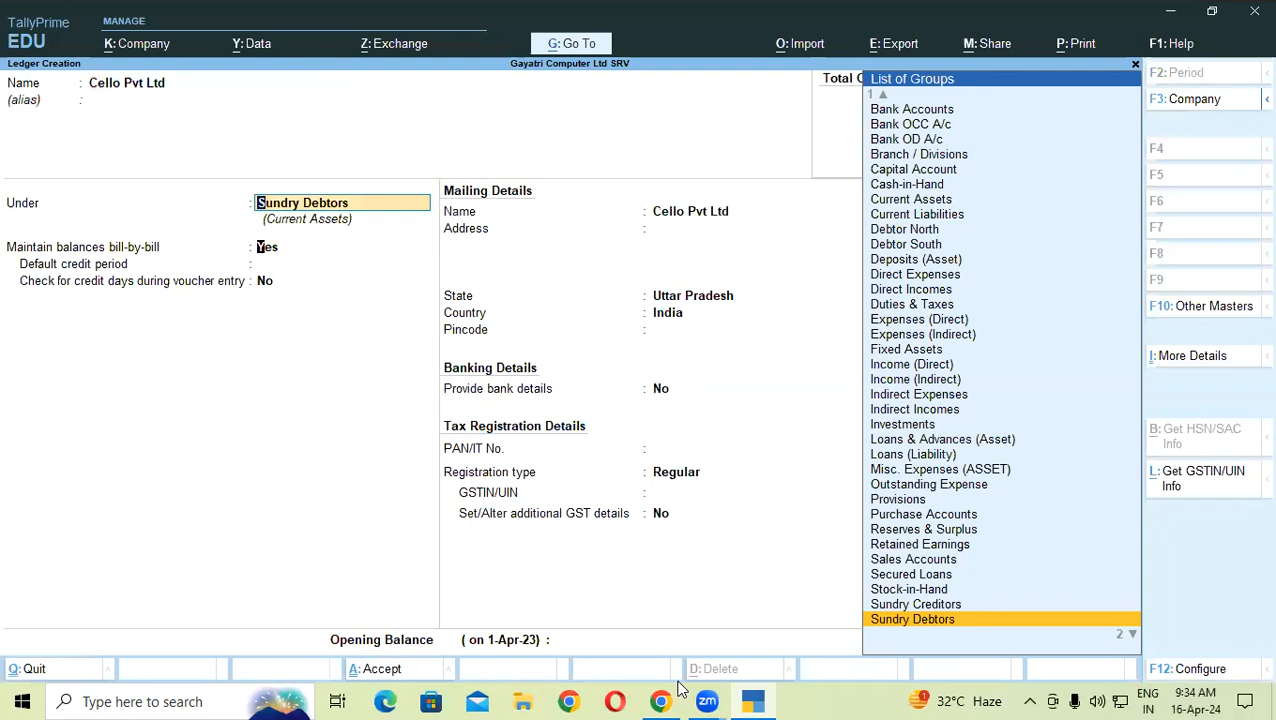 TallyPrime
EDU
MANAGE
K: Company
Y: Data
Z: Exchange
G: Go To
O: Import
E: Export
M: Share
P: Print
F1: Help
Ledger Creation
Gayatri Computer Ltd SRV
Name : Cello Pvt Ltd
(alias) :
Under : Sundry Debtors
(Current Assets)
Maintain balances bill-by-bill : Yes
Default credit period :
Check for credit days during voucher entry : No
Mailing Details
Name : Cello Pvt Ltd
Address :
State : Uttar Pradesh
Country : India
Pincode :
Banking Details
Provide bank details : No
Tax Registration Details
PAN/IT No. :
Registration type : Regular
GSTIN/UIN :
Set/Alter additional GST details : No
Opening Balance ( on 1-Apr-23) :
Total
List of Groups
1
Bank Accounts
Bank OCC A/c
Bank OD A/c
Branch / Divisions
Capital Account
Cash-in-Hand
Current Assets
Current Liabilities
Debtor North
Debtor South
Deposits (Asset)
Direct Expenses
Direct Incomes
Duties & Taxes
Expenses (Direct)
Expenses (Indirect)
Fixed Assets
Income (Direct)
Income (Indirect)
Indirect Expenses
Indirect Incomes
Investments
Loans & Advances (Asset)
Loans (Liability)
Misc. Expenses (ASSET)
Outstanding Expense
Provisions
Purchase Accounts
Reserves & Surplus
Retained Earnings
Sales Accounts
Secured Loans
Stock-in-Hand
Sundry Creditors
Sundry Debtors
2
F2: Period
F3: Company
F4
F5
F6
F7
F8
F9
F10: Other Masters
I: More Details
B: Get HSN/SAC
Info
L: Get GSTIN/UIN
Info
Q: Quit
A: Accept
D: Delete
F12: Configure
Type here to search
zm
1
32°C Haze
ENG
IN
9:34 AM
16-Apr-24